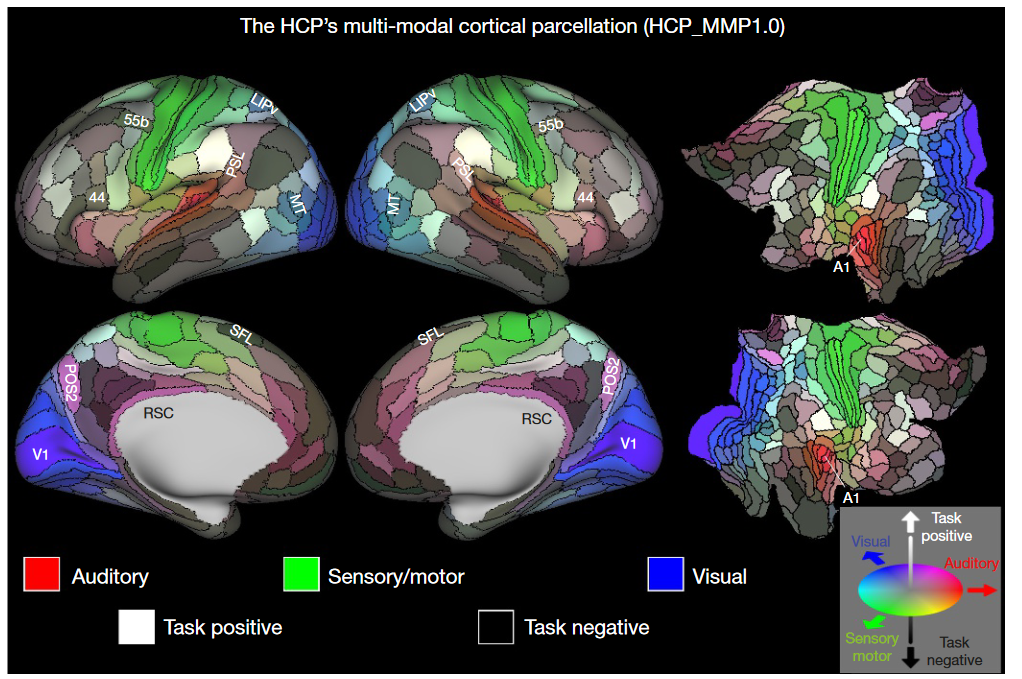 The HCP's multi-modal cortical parcellation (HCP_MMP1.0)
LIPv
55b
PSL
44
MT
LIPv
55b
PSL
44
MT
A1
SFL
POS2
RSC
V1
SFL
POS2
RSC
V1
A1
Task
positive
Visual
Auditory
Sensory
motor
Task
negative
Auditory
Sensory/motor
Visual
Task positive
Task negative